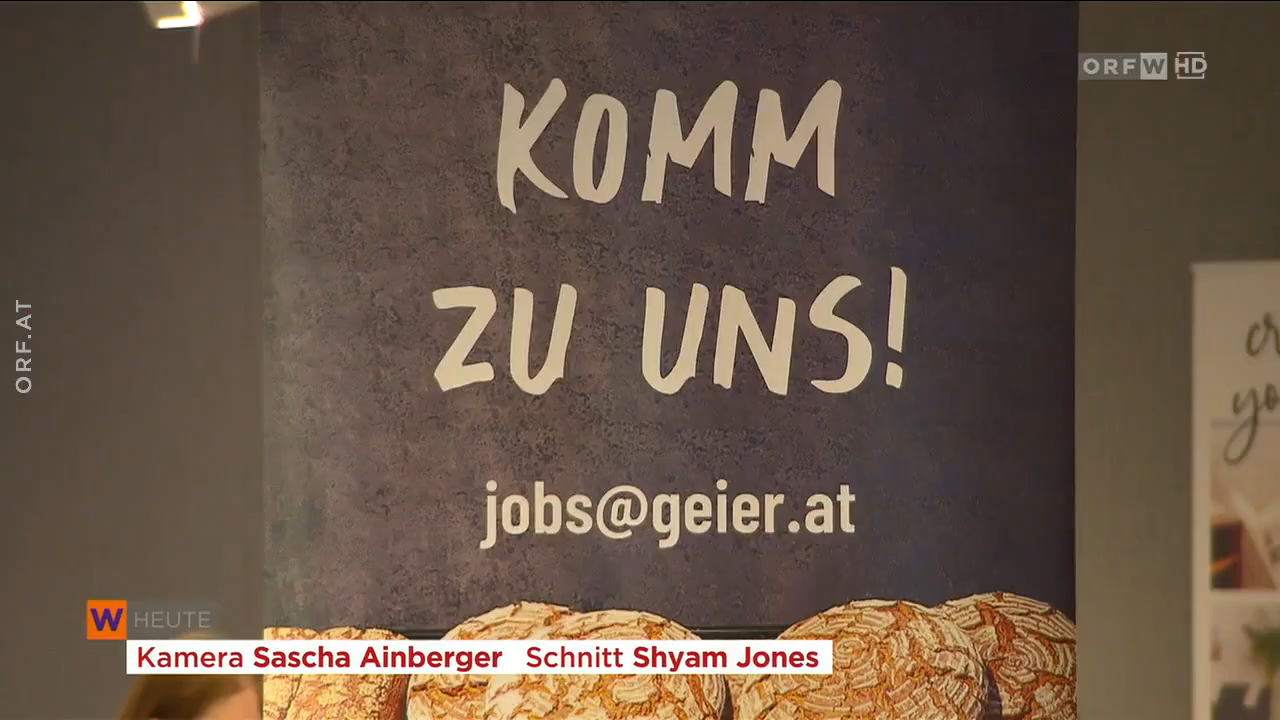 ORF W HD
KOMM
ZU UNS!
jobs@geier.at
ORF.AT
W HEUTE
Kamera Sascha Ainberger Schnitt Shyam Jones